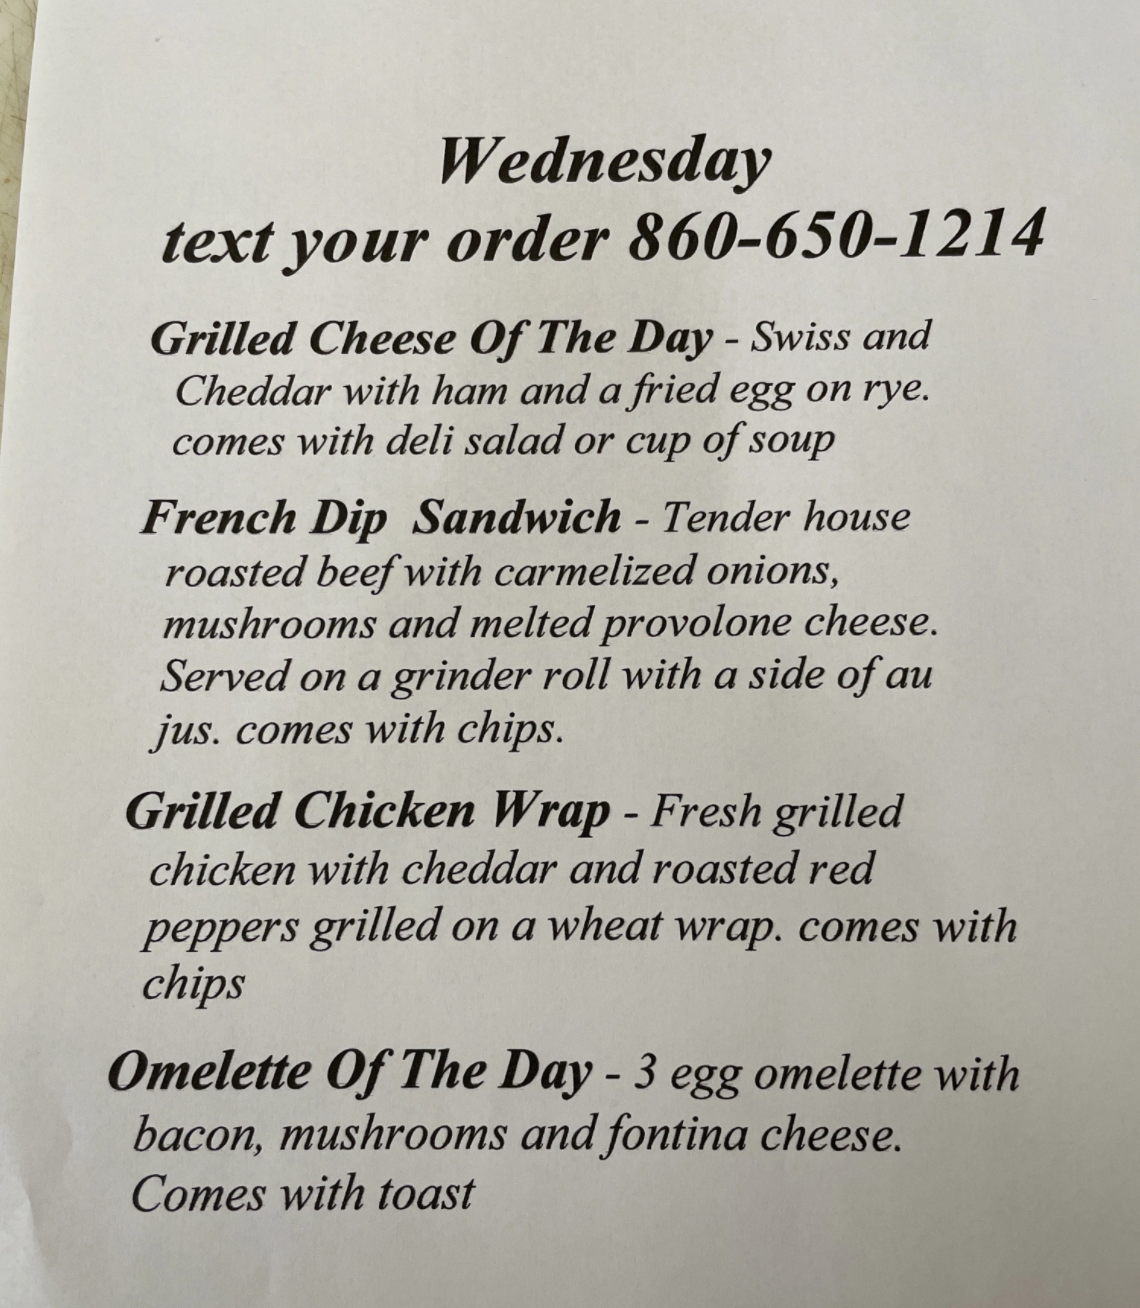 Wednesday
text your order 860-650-1214
Grilled Cheese Of The Day - Swiss and
Cheddar with ham and a fried egg on rye.
comes with deli salad or cup of soup
French Dip  Sandwich - Tender house
roasted beef with carmelized onions,
mushrooms and melted provolone cheese.
Served on a grinder roll with a side of au
jus. comes with chips.
Grilled Chicken Wrap - Fresh grilled
chicken with cheddar and roasted red
peppers grilled on a wheat wrap. comes with
chips
Omelette Of The Day - 3 egg omelette with
bacon, mushrooms and fontina cheese.
Comes with toast